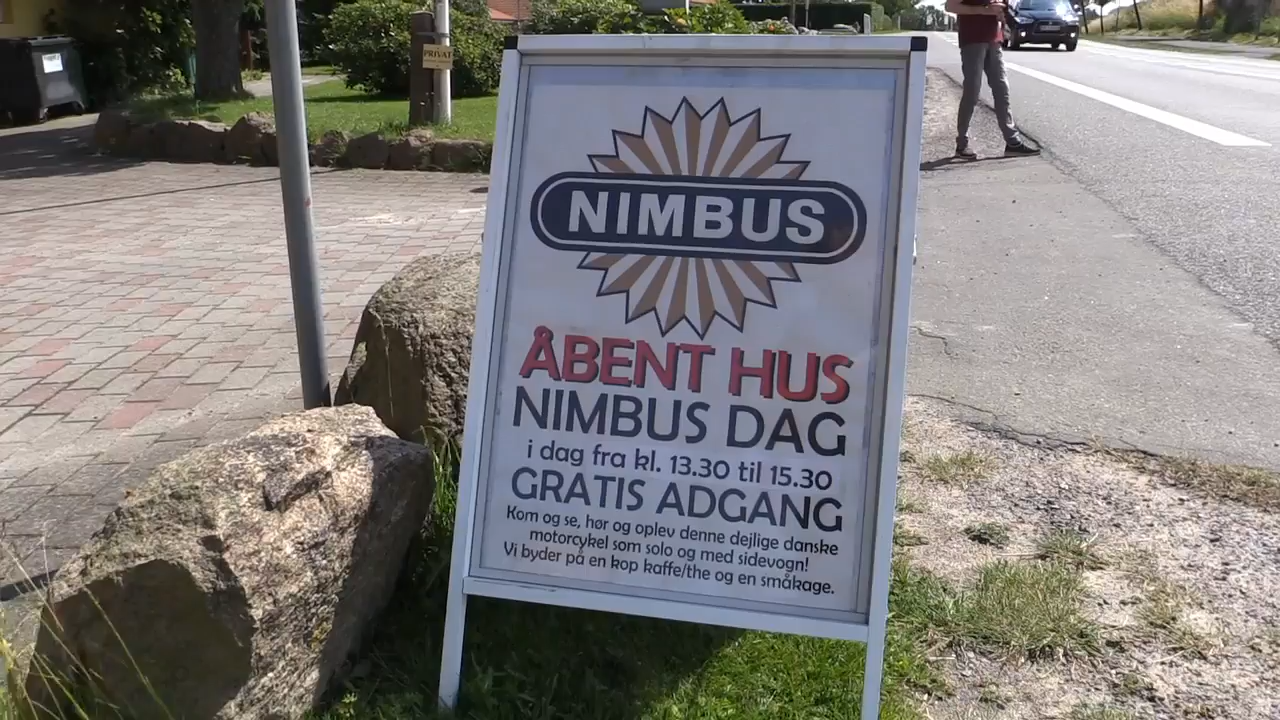 PRIVAT
NIMBUS
ÅBENT HUS
NIMBUS DAG
i dag fra kl. 13.30 til 15.30
GRATIS ADGANG
Kom og se, hør og oplev denne dejlige danske
motorcykel som solo og med sidevogn!
Vi byder på en kop kaffe/the og en småkage.